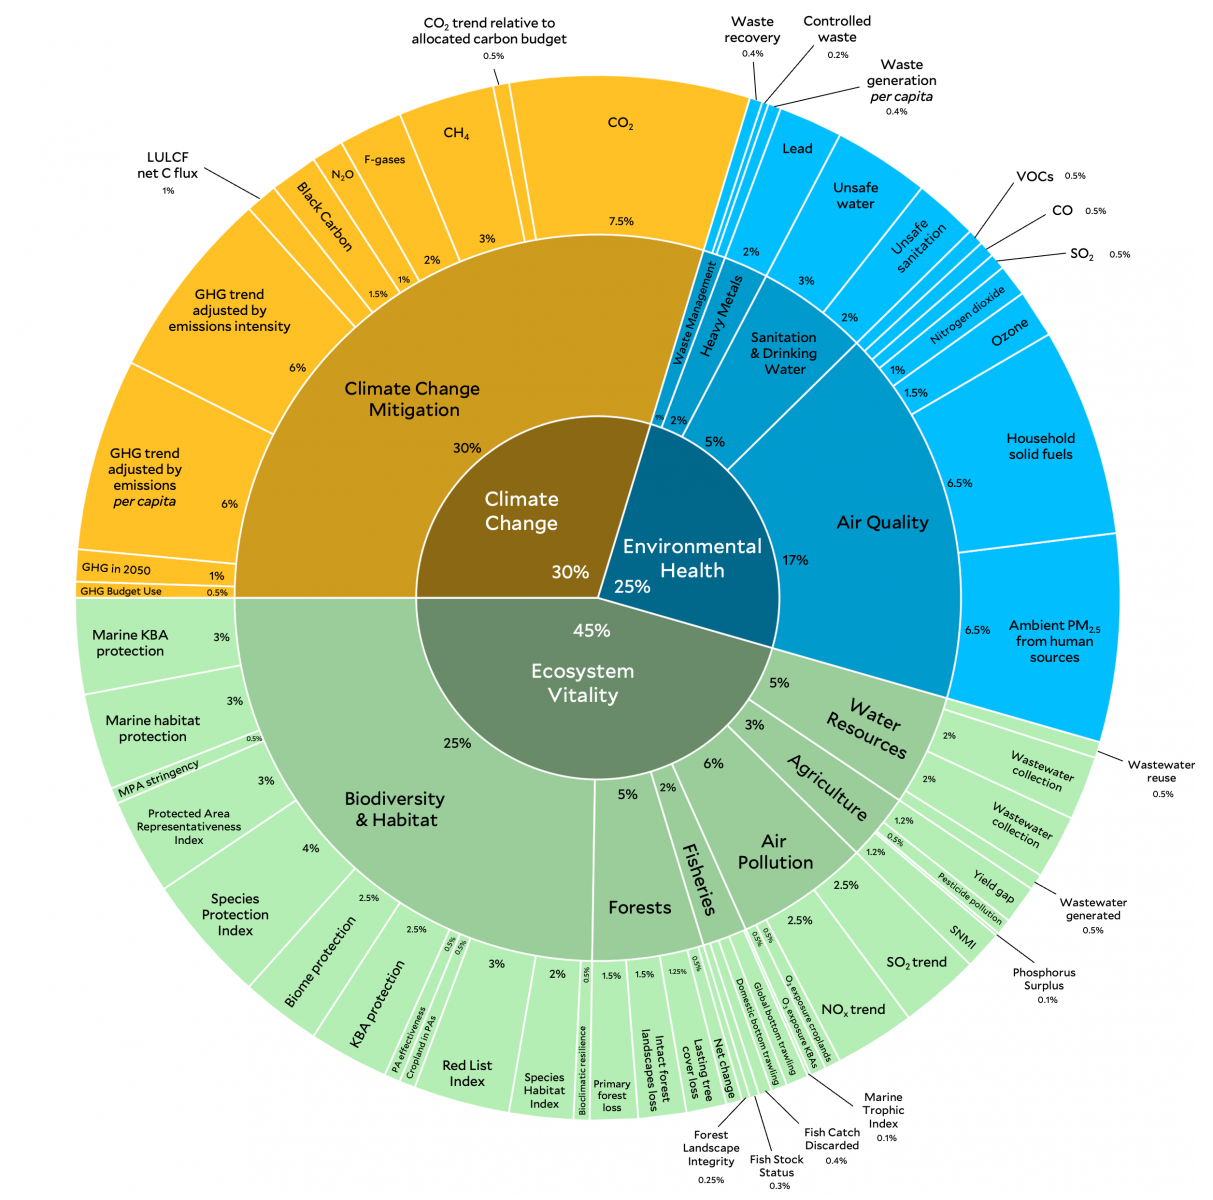 CO₂ trend relative to
allocated carbon budget
0.5%
Waste
recovery
0.4%
Controlled
waste
0.2%
Waste
generation
per capita
0.4%
LULCF
net C flux
1%
VOCs 0.5%
CO 0.5%
SO₂ 0.5%
CO₂
7.5%
CH₄
3%
F-gases
2%
N₂O
1%
Black Carbon
1.5%
GHG trend
adjusted by
emissions intensity
6%
GHG trend
adjusted by
emissions
per capita
6%
GHG in 2050
1%
GHG Budget Use
0.5%
Climate Change
Mitigation
30%
Climate
Change
30%
Lead
2%
Unsafe
water
3%
Unsafe
sanitation
2%
Nitrogen dioxide
1%
Ozone
1.5%
Household
solid fuels
6.5%
Ambient PM₂.₅
from human
sources
6.5%
Waste Management
Heavy Metals
2%
Sanitation
& Drinking
Water
5%
Air Quality
17%
Environmental
Health
25%
45%
Ecosystem
Vitality
Marine KBA
protection
3%
Marine habitat
protection
3%
MPA stringency
0.5%
Protected Area
Representativeness
Index
3%
Species
Protection
Index
4%
Biome protection
2.5%
KBA protection
2.5%
PA effectiveness
0.5%
Cropland in PAs
0.5%
Red List
Index
3%
Species
Habitat
Index
2%
Bioclimatic resilience
0.5%
Biodiversity
& Habitat
25%
Forests
5%
Primary
forest
loss
1.5%
Intact forest
landscapes loss
1.5%
Lasting tree
cover loss
1.25%
Net change
0.5%
Forest
Landscape
Integrity
0.25%
Fisheries
2%
Fish Stock
Status
0.3%
Fish Catch
Discarded
0.4%
Domestic bottom trawling
Global bottom trawling
Marine
Trophic
Index
0.1%
Air
Pollution
6%
O₃ exposure KBAs
0.5%
O₃ exposure croplands
0.5%
NOₓ trend
2.5%
SO₂ trend
2.5%
Agriculture
3%
SNMI
1.2%
Phosphorus
Surplus
0.1%
Pesticide pollution
0.5%
Yield gap
1.2%
Water
Resources
5%
Wastewater
generated
0.5%
Wastewater
collection
2%
Wastewater
collection
2%
Wastewater
reuse
0.5%